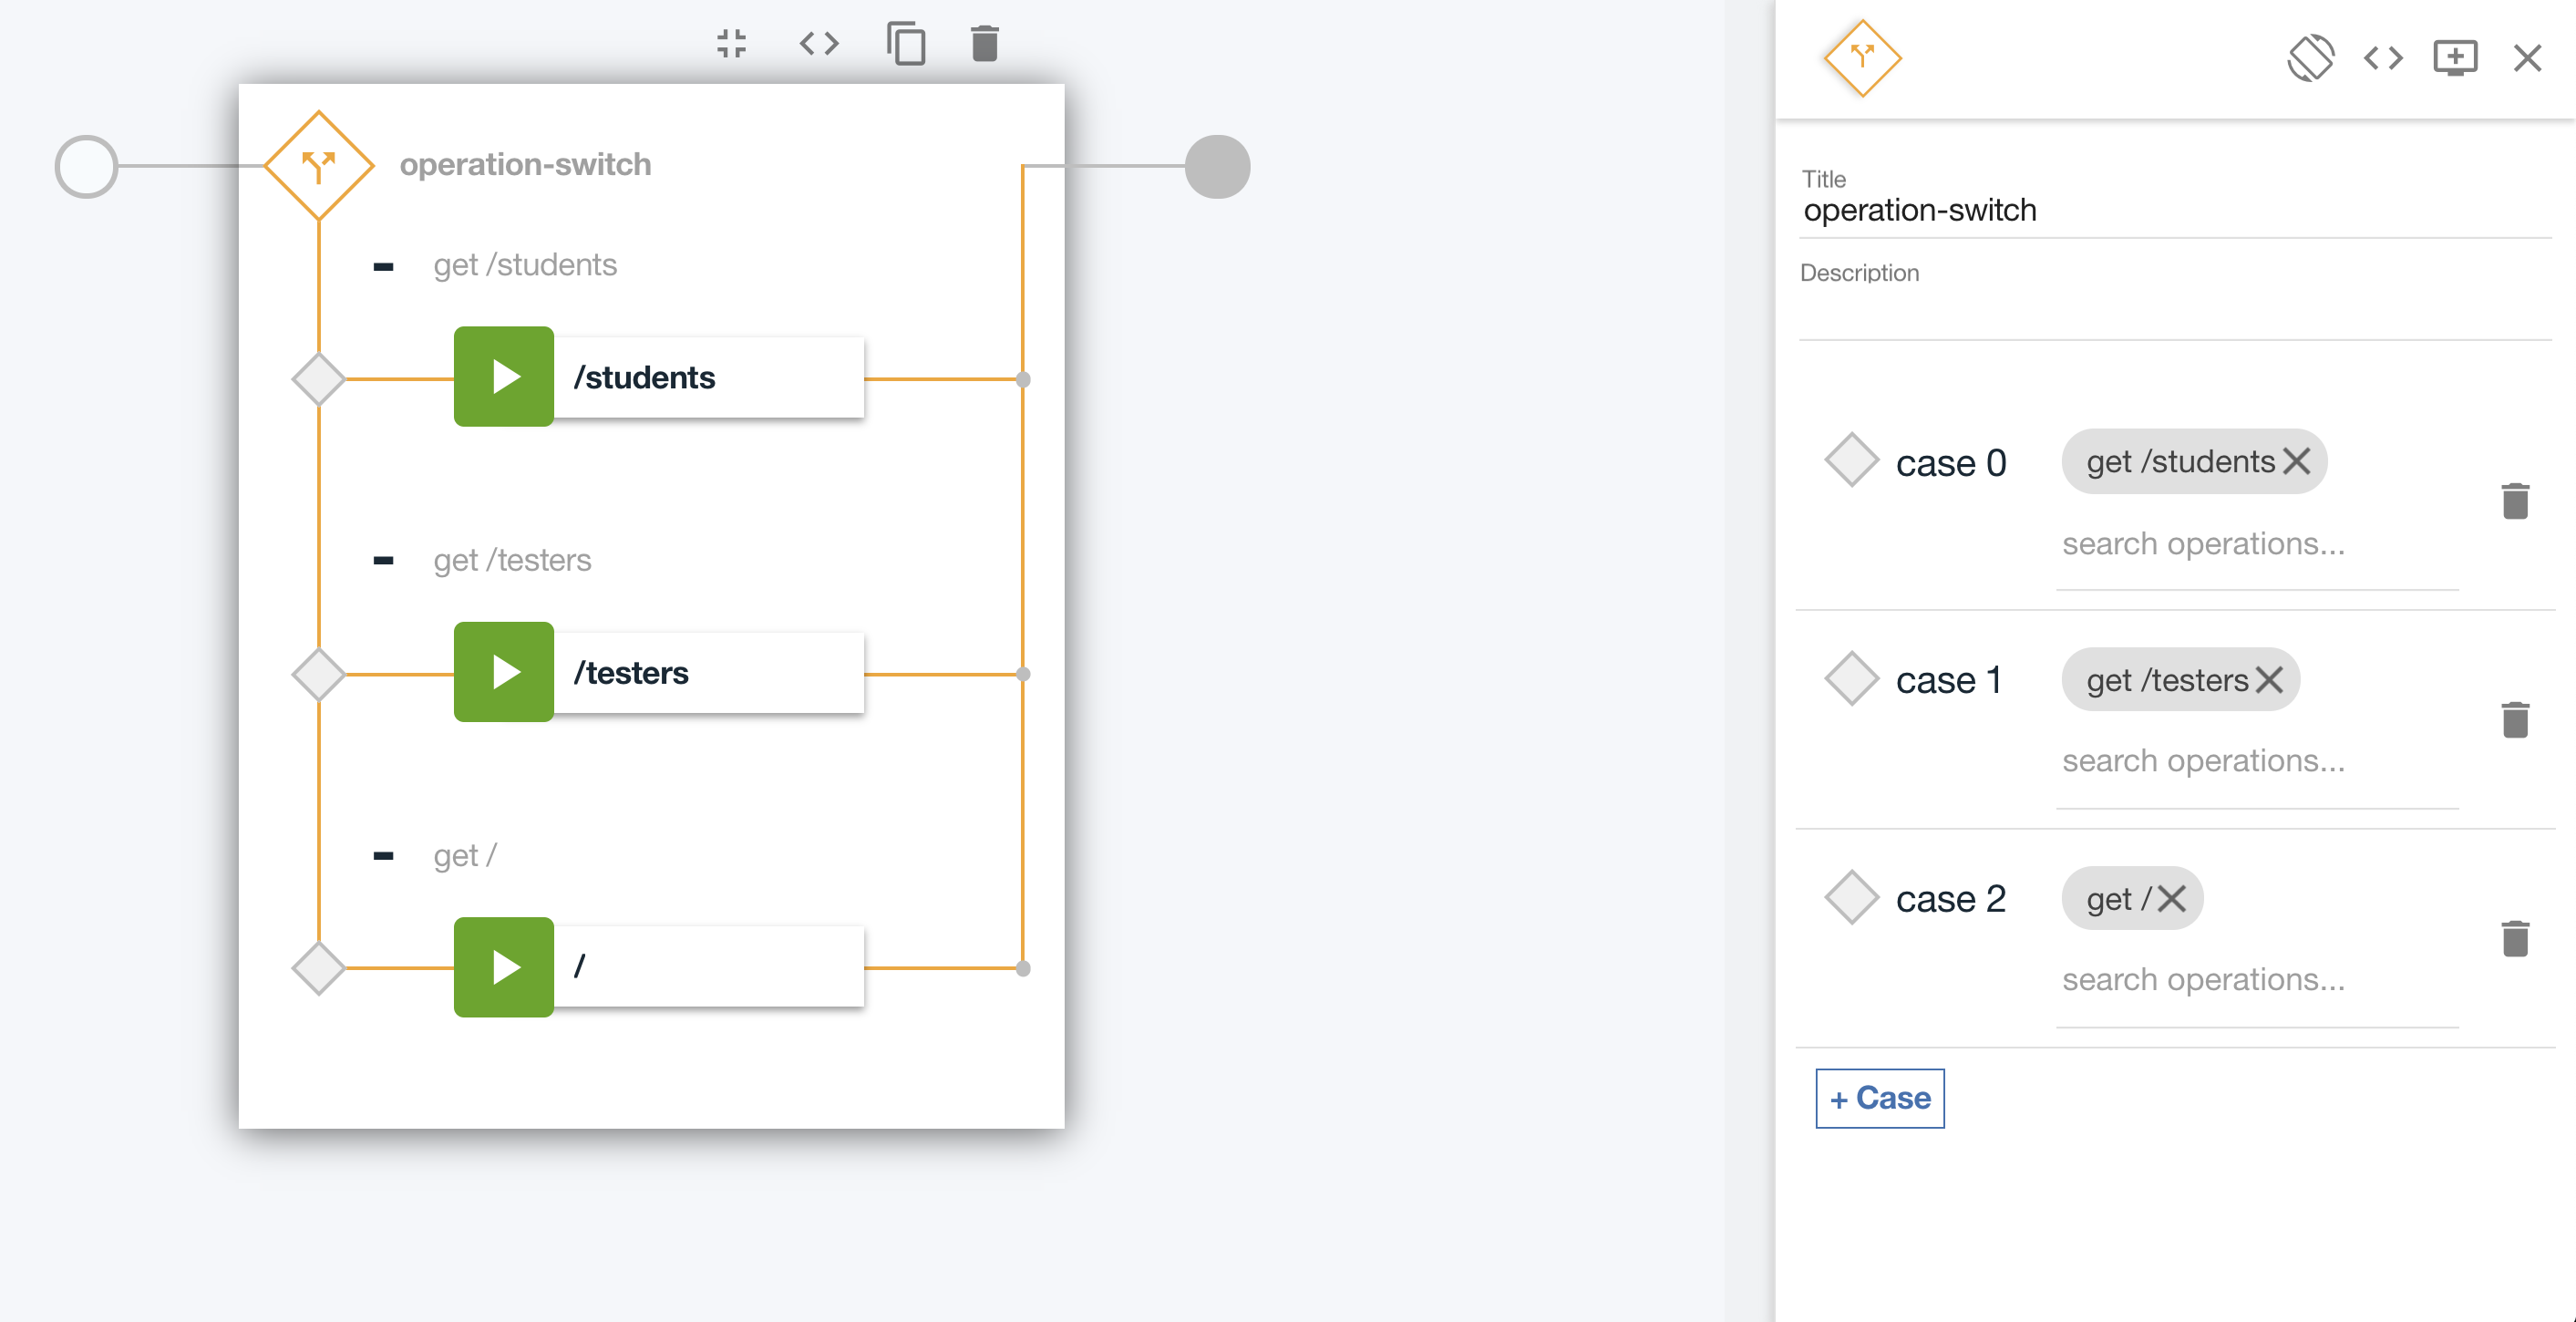 operation-switch
get /students
/students
get /testers
/testers
get /
/
Title
operation-switch
Description
case 0
get /students
search operations...
case 1
get /testers
search operations...
case 2
get /
search operations...
+ Case